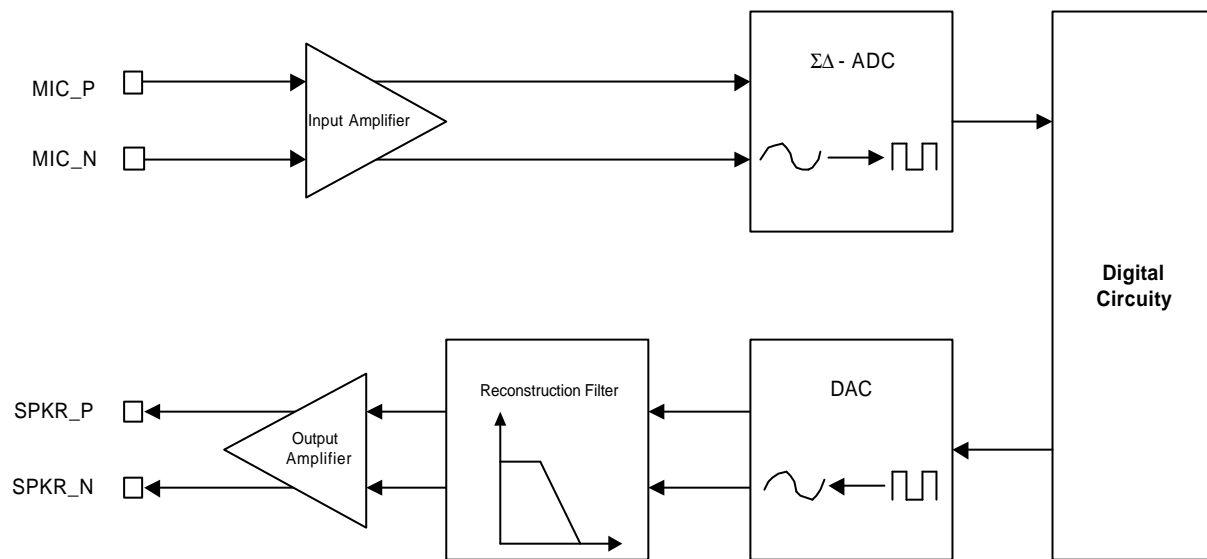 MIC_P
MIC_N
Input Amplifier
ΣΔ - ADC
Digital
Circuity
SPKR_P
SPKR_N
Output
Amplifier
Reconstruction Filter
DAC